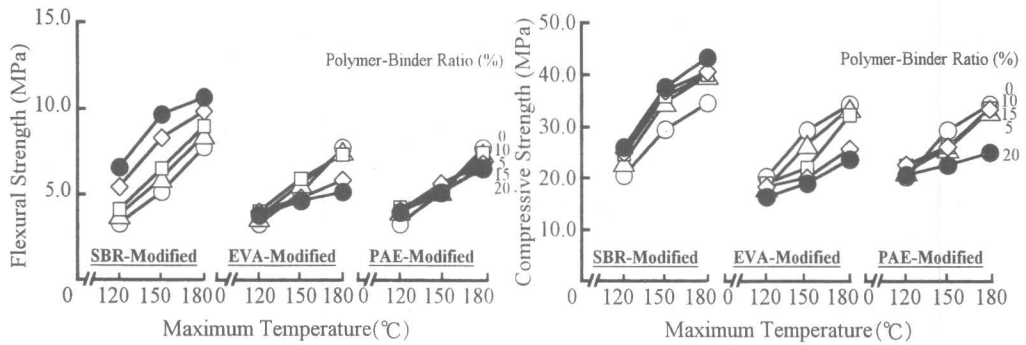 Flexural Strength (MPa)
15.0
10.0
5.0
0
Polymer-Binder Ratio (%)
0
10
5
15
20
SBR-Modified
EVA-Modified
PAE-Modified
120 150 180
120 150 180
120 150 180
Maximum Temperature(℃)
Compressive Strength (MPa)
50.0
40.0
30.0
20.0
10.0
0
Polymer-Binder Ratio (%)
0
10
15
5
20
SBR-Modified
EVA-Modified
PAE-Modified
0 120 150 180
0 120 150 180
0 120 150 180
Maximum Temperature(℃)